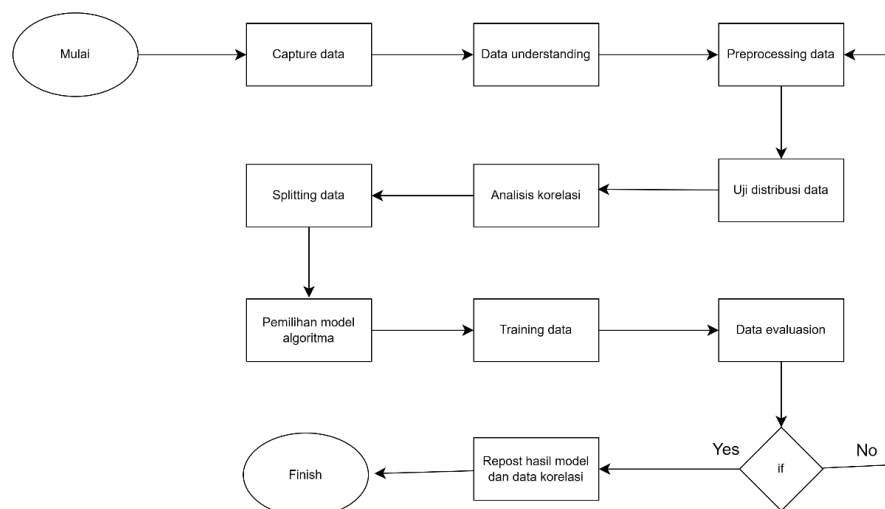 Mulai
Capture data
Data understanding
Preprocessing data
Splitting data
Analisis korelasi
Uji distribusi data
Pemilihan model
algoritma
Training data
Data evaluasion
Yes
No
Finish
Repost hasil model
dan data korelasi
if